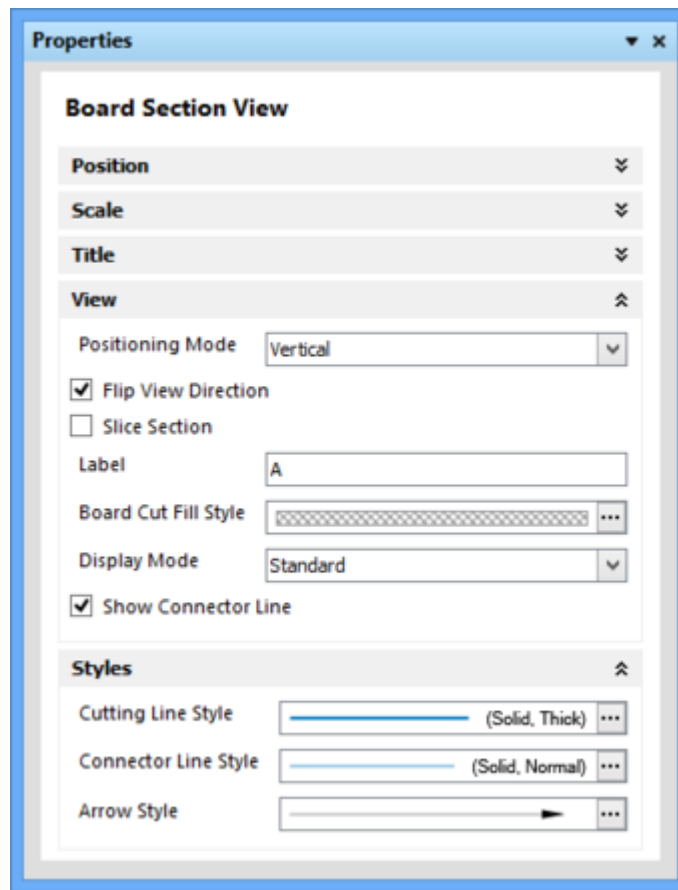 Properties
Board Section View
Position
Scale
Title
View
Positioning Mode Vertical
Flip View Direction
Slice Section
Label A
Board Cut Fill Style
Display Mode Standard
Show Connector Line
Styles
Cutting Line Style (Solid, Thick)
Connector Line Style (Solid, Normal)
Arrow Style